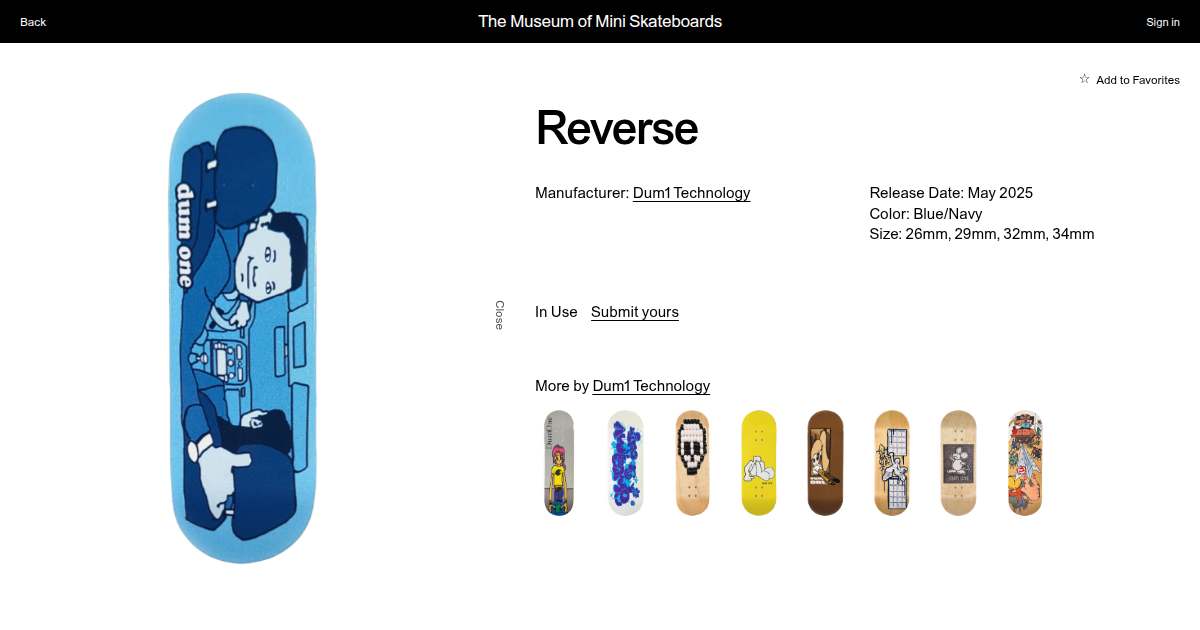 Back
The Museum of Mini Skateboards
Sign in
☆ Add to Favorites
dum one
Reverse
Manufacturer: Dum1 Technology
Release Date: May 2025
Color: Blue/Navy
Size: 26mm, 29mm, 32mm, 34mm
Close
In Use Submit yours
More by Dum1 Technology